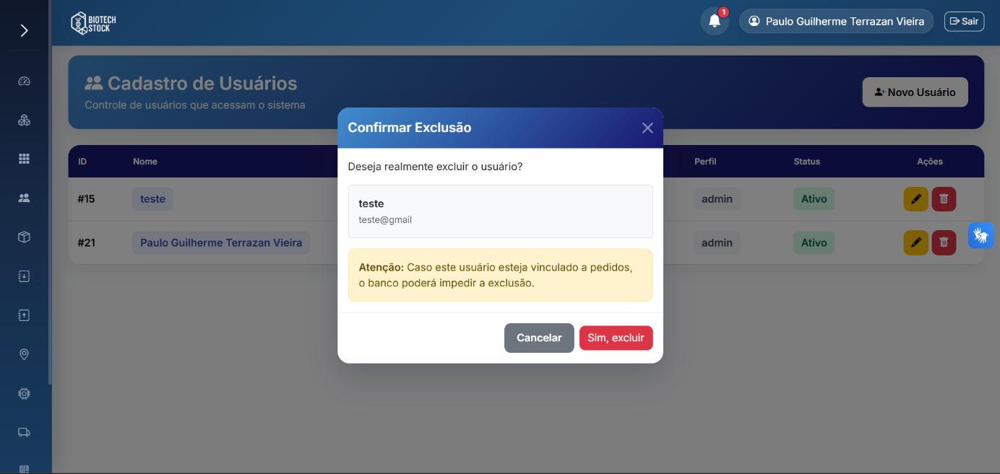 BIOTECH
STOCK
1
Paulo Guilherme Terrazan Vieira
Sair
Cadastro de Usuários
Controle de usuários que acessam o sistema
Novo Usuário
Confirmar Exclusão
Deseja realmente excluir o usuário?
teste
teste@gmail
Atenção: Caso este usuário esteja vinculado a pedidos,
o banco poderá impedir a exclusão.
Cancelar
Sim, excluir
ID Nome Perfil Status Ações
#15 teste admin Ativo
#21 Paulo Guilherme Terrazan Vieira admin Ativo